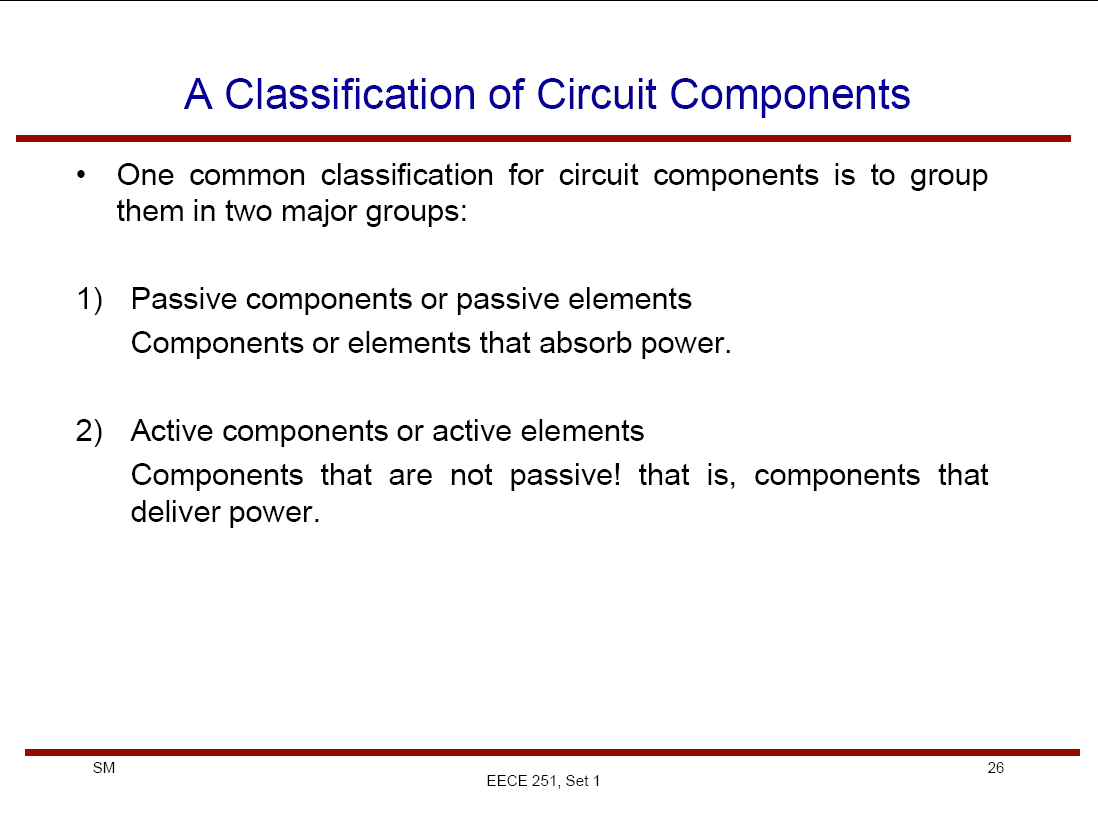 A Classification of Circuit Components
• One common classification for circuit components is to group
them in two major groups:
1) Passive components or passive elements
Components or elements that absorb power.
2) Active components or active elements
Components that are not passive! that is, components that
deliver power.
SM
EECE 251, Set 1
26